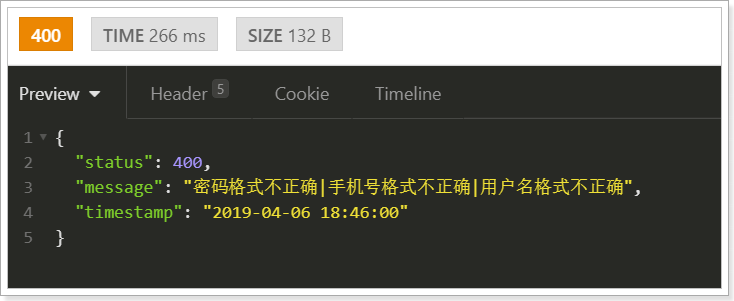 400 TIME 266 ms SIZE 132 B
Preview Header 5 Cookie Timeline
1 {
2 "status": 400,
3 "message": "密码格式不正确|手机号格式不正确|用户名格式不正确",
4 "timestamp": "2019-04-06 18:46:00"
5 }